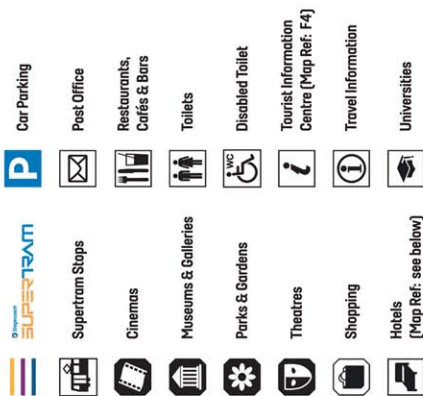 Stagecoach
SUPERTRAM
Supertram Stops
Cinemas
Museums & Galleries
Parks & Gardens
Theatres
Shopping
Hotels
(Map Ref: see below)
P
Car Parking
Post Office
Restaurants,
Cafés & Bars
Toilets
WC
Disabled Toilet
i
Tourist Information
Centre (Map Ref: F4)
i
Travel Information
Universities